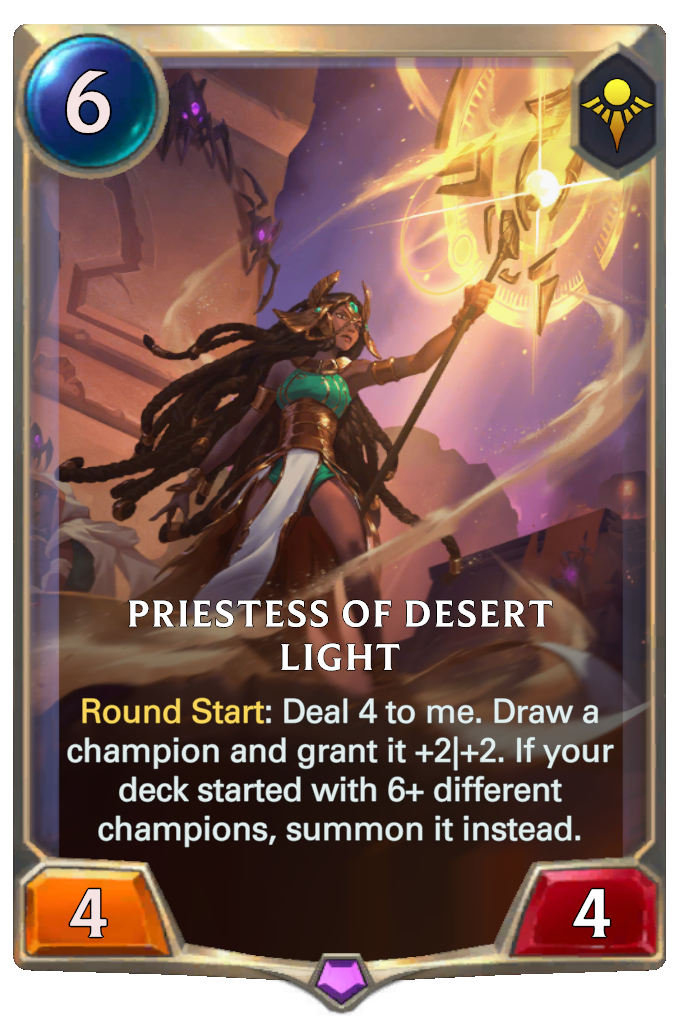 6
PRIESTESS OF DESERT
LIGHT
Round Start: Deal 4 to me. Draw a
champion and grant it +2|+2. If your
deck started with 6+ different
champions, summon it instead.
4 4